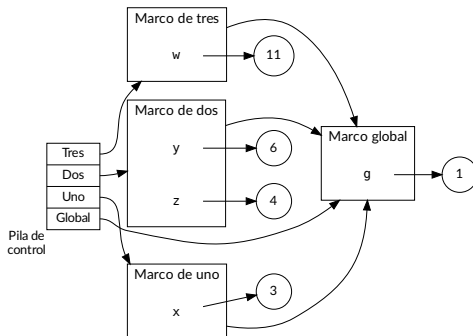 Marco de tres
w
11
Marco de dos
y
6
z
4
Marco global
g
1
Tres
Dos
Uno
Global
Pila de
control
Marco de uno
x
3